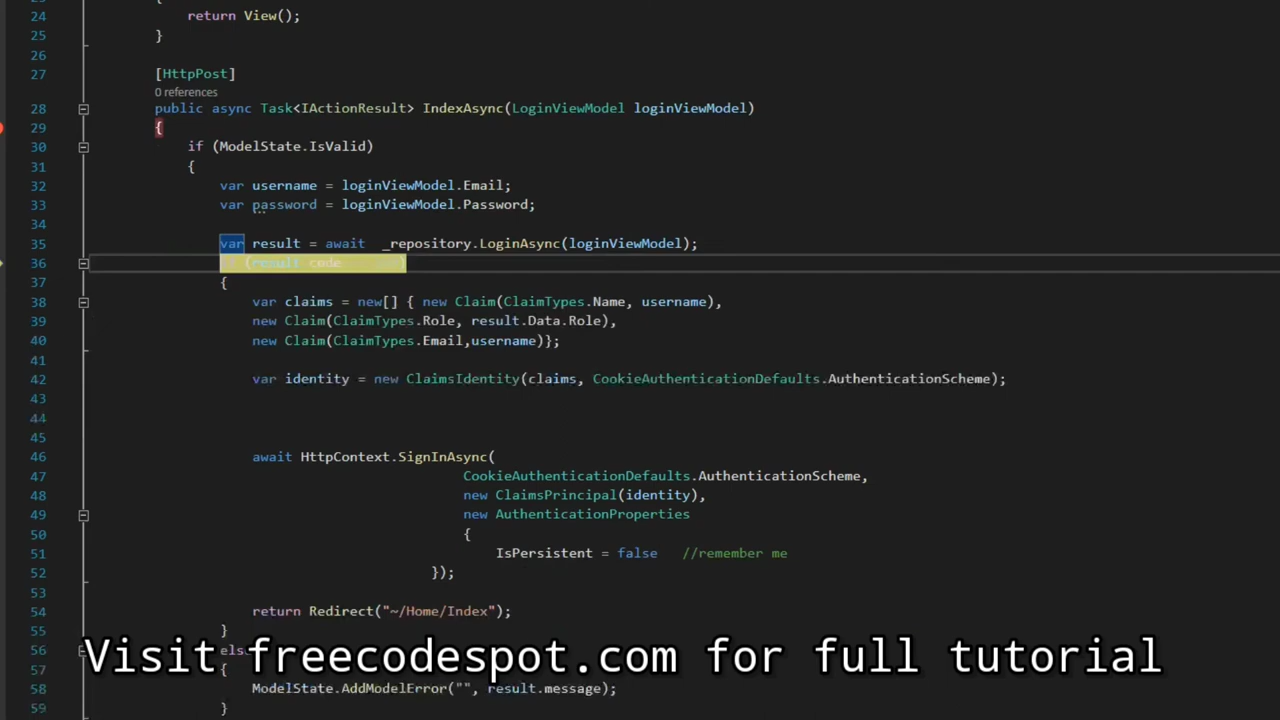 23 {
24 return View();
25 }
26
27 [HttpPost]
0 references
28 public async Task<IActionResult> IndexAsync(LoginViewModel loginViewModel)
29 {
30 if (ModelState.IsValid)
31 {
32 var username = loginViewModel.Email;
33 var password = loginViewModel.Password;
34
35 var result = await _repository.LoginAsync(loginViewModel);
36 (result code
37 {
38 var claims = new[] { new Claim(ClaimTypes.Name, username),
39 new Claim(ClaimTypes.Role, result.Data.Role),
40 new Claim(ClaimTypes.Email,username)};
41
42 var identity = new ClaimsIdentity(claims, CookieAuthenticationDefaults.AuthenticationScheme);
43
44
45
46 await HttpContext.SignInAsync(
47 CookieAuthenticationDefaults.AuthenticationScheme,
48 new ClaimsPrincipal(identity),
49 new AuthenticationProperties
50 {
51 IsPersistent = false //remember me
52 });
53
54 return Redirect("~/Home/Index");
55 }
56 els
Visit freecodespot.com for full tutorial
57 {
58 ModelState.AddModelError("", result.message);
59 }